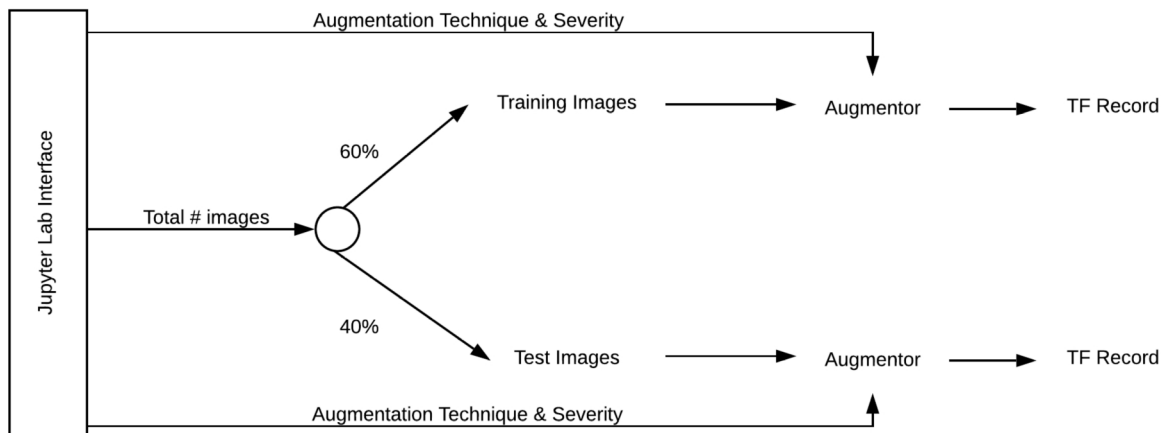 Augmentation Technique & Severity
Training Images
Augmentor
TF Record
60%
Jupyter Lab Interface
Total # images
40%
Test Images
Augmentor
TF Record
Augmentation Technique & Severity